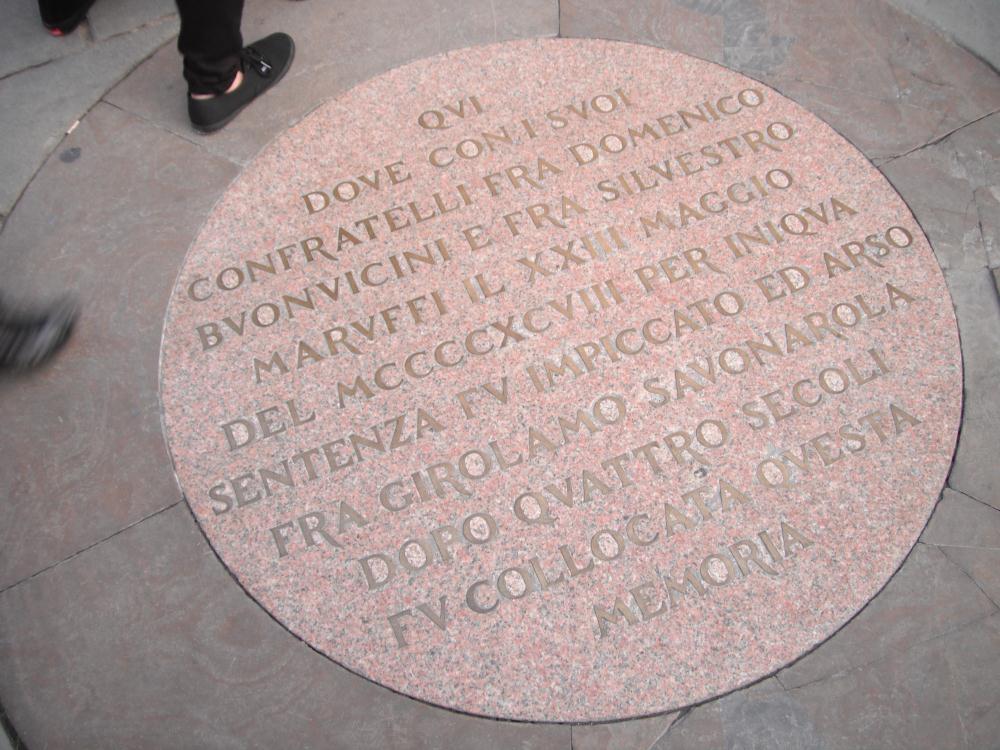 QVI
DOVE CON I SVOI
CONFRATELLI FRA DOMENICO
BVONVICINI E FRA SILVESTRO
MARVFFI IL XXIII MAGGIO
DEL MCCCCXCVIII PER INIQVA
SENTENZA FV IMPICCATO ED ARSO
FRA GIROLAMO SAVONAROLA
DOPO QVATTRO SECOLI
FV COLLOCATA QVESTA
MEMORIA